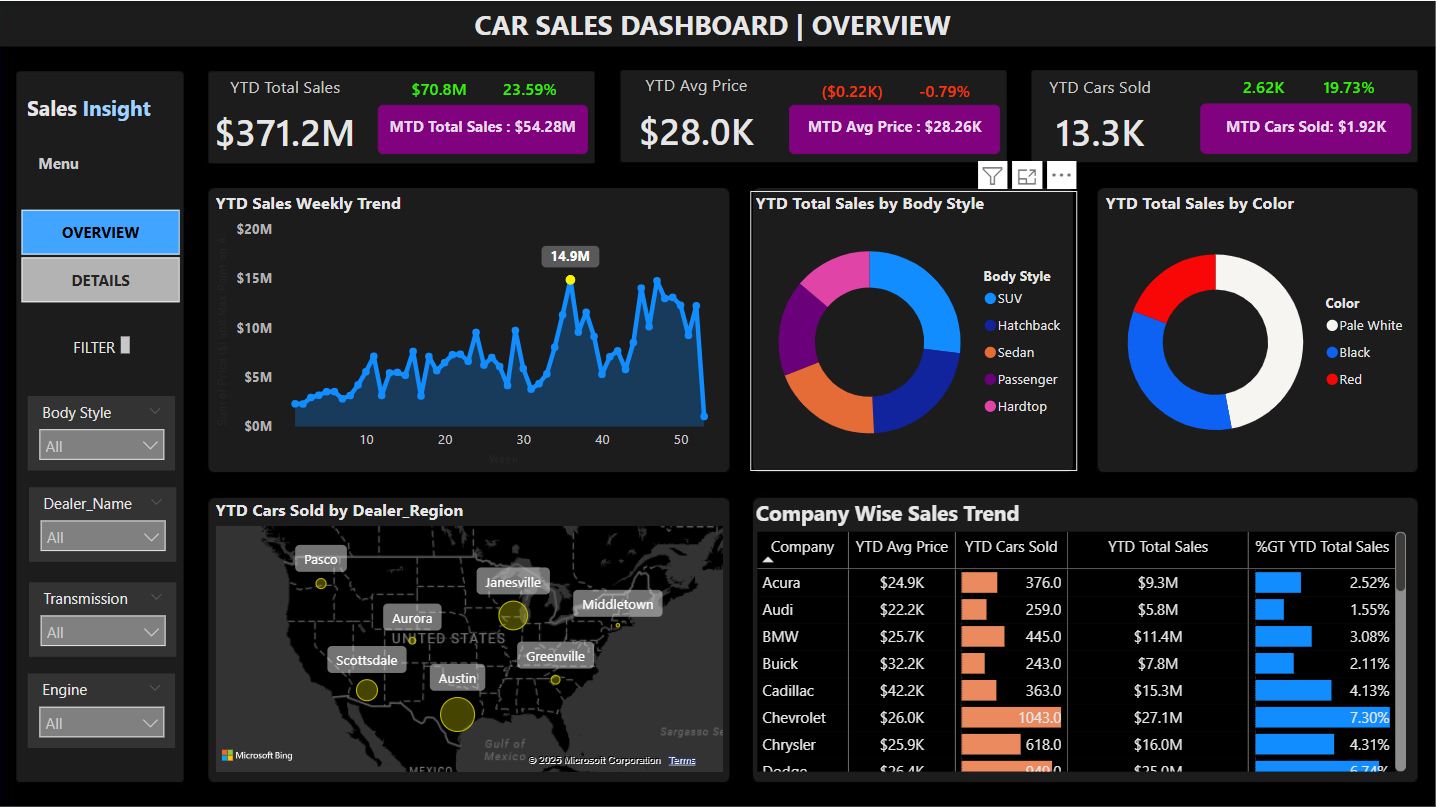 CAR SALES DASHBOARD | OVERVIEW
Sales Insight
Menu
OVERVIEW
DETAILS
FILTER
Body Style
All
Dealer_Name
All
Transmission
All
Engine
All
YTD Total Sales
$70.8M 23.59%
$371.2M
MTD Total Sales : $54.28M
YTD Avg Price
($0.22K) -0.79%
$28.0K
MTD Avg Price : $28.26K
YTD Cars Sold
2.62K 19.73%
13.3K
MTD Cars Sold: $1.92K
YTD Sales Weekly Trend
$20M
$15M
$10M
$5M
$0M
14.9M
10 20 30 40 50
Week
YTD Total Sales by Body Style
Body Style
SUV
Hatchback
Sedan
Passenger
Hardtop
YTD Total Sales by Color
Color
Pale White
Black
Red
YTD Cars Sold by Dealer_Region
Pasco
Janesville
Middletown
Aurora
UNITED STATES
Greenville
Scottsdale
Austin
Sargasso Se
Gulf of
Mexico
MEXICO
Microsoft Bing
© 2025 Microsoft Corporation Terms
Company Wise Sales Trend
Company YTD Avg Price YTD Cars Sold YTD Total Sales %GT YTD Total Sales
Acura $24.9K 376.0 $9.3M 2.52%
Audi $22.2K 259.0 $5.8M 1.55%
BMW $25.7K 445.0 $11.4M 3.08%
Buick $32.2K 243.0 $7.8M 2.11%
Cadillac $42.2K 363.0 $15.3M 4.13%
Chevrolet $26.0K 1043.0 $27.1M 7.30%
Chrysler $25.9K 618.0 $16.0M 4.31%
Dodge $26.4K 949.0 $25.0M 6.74%